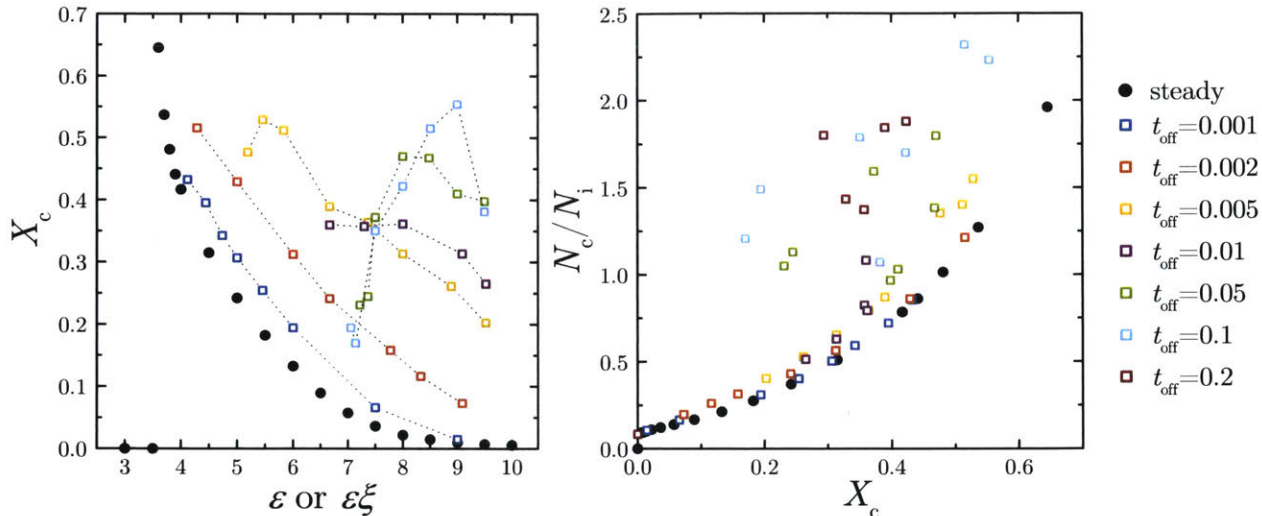 0.7
0.6
0.5
0.4
0.3
0.2
0.1
0.0
X_c
3 4 5 6 7 8 9 10
ε or εξ
2.5
2.0
1.5
1.0
0.5
0.0
N_c/N_i
0.0 0.2 0.4 0.6
X_c
steady
t_off=0.001
t_off=0.002
t_off=0.005
t_off=0.01
t_off=0.05
t_off=0.1
t_off=0.2